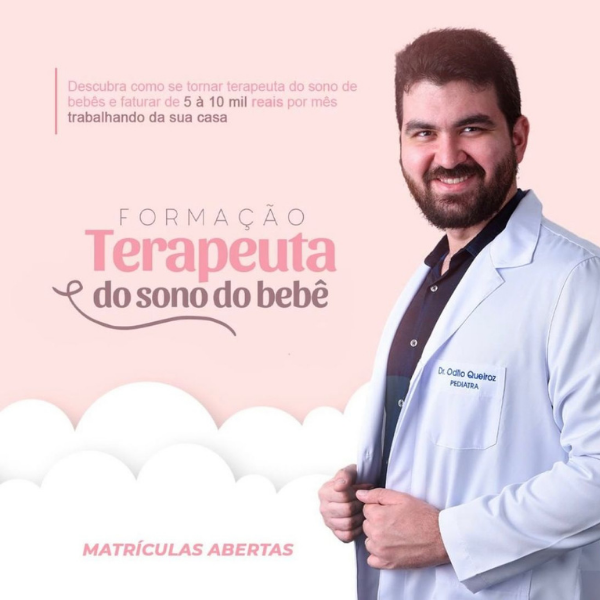 Descubra como se tornar terapeuta do sono de
bebês e faturar de 5 à 10 mil reais por mês
trabalhando da sua casa
FORMAÇÃO
Terapeuta
do sono do bebê
Dr. Odilo Queiroz
PEDIATRA
MATRÍCULAS ABERTAS